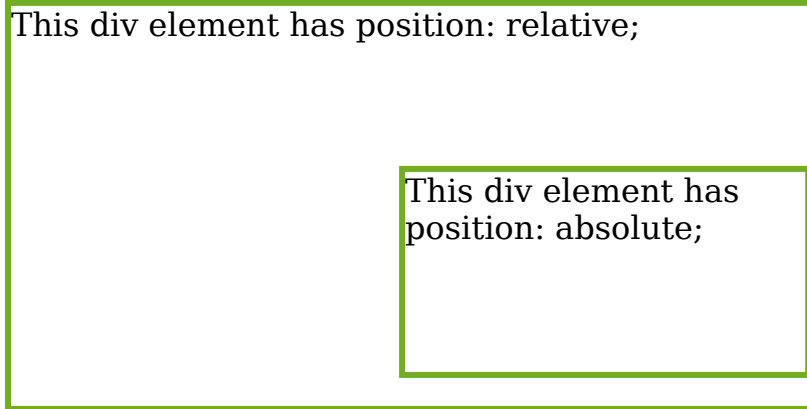 This div element has position: relative;
This div element has
position: absolute;